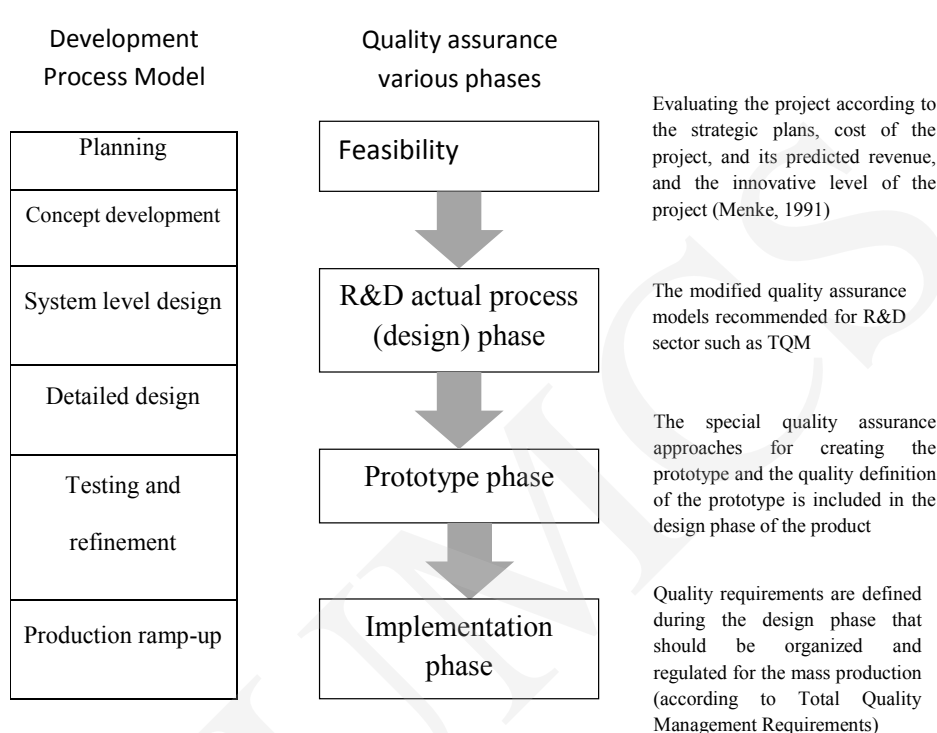 Development
Process Model
Planning
Concept development
System level design
Detailed design
Testing and
refinement
Production ramp-up
Quality assurance
various phases
Feasibility
R&D actual process
(design) phase
Prototype phase
Implementation
phase
Evaluating the project according to
the strategic plans, cost of the
project, and its predicted revenue,
and the innovative level of the
project (Menke, 1991)
The modified quality assurance
models recommended for R&D
sector such as TQM
The special quality assurance
approaches for creating the
prototype and the quality definition
of the prototype is included in the
design phase of the product
Quality requirements are defined
during the design phase that
should be organized and
regulated for the mass production
(according to Total Quality
Management Requirements)
UMCS